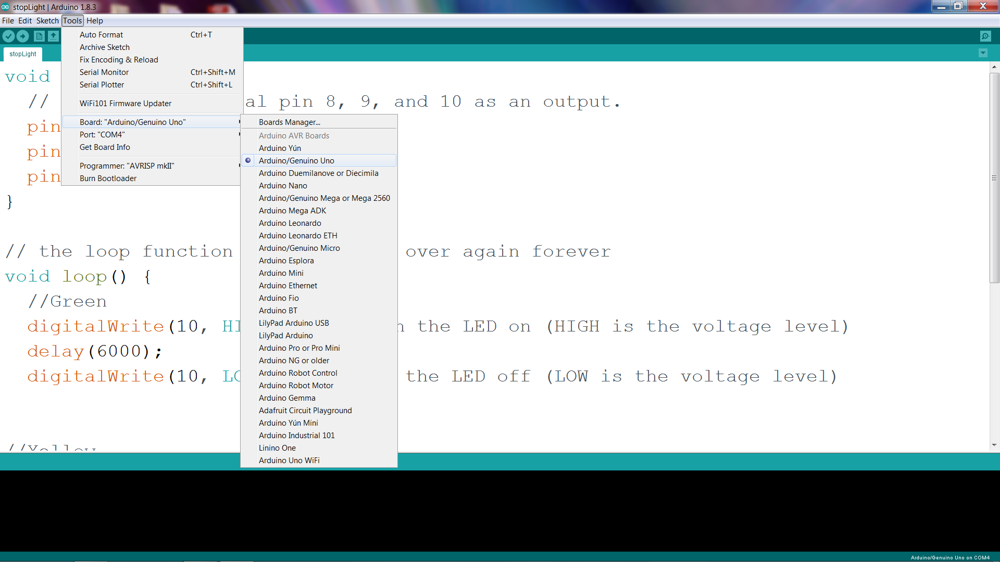 stopLight | Arduino 1.8.3
File Edit Sketch Tools Help
stopLight
Auto Format Ctrl+T
Archive Sketch
Fix Encoding & Reload
Serial Monitor Ctrl+Shift+M
Serial Plotter Ctrl+Shift+L
WiFi101 Firmware Updater
Board: "Arduino/Genuino Uno"
Port: "COM4"
Get Board Info
Programmer: "AVRISP mkII"
Burn Bootloader
Boards Manager...
Arduino AVR Boards
Arduino Yún
Arduino/Genuino Uno
Arduino Duemilanove or Diecimila
Arduino Nano
Arduino/Genuino Mega or Mega 2560
Arduino Mega ADK
Arduino Leonardo
Arduino Leonardo ETH
Arduino/Genuino Micro
Arduino Esplora
Arduino Mini
Arduino Ethernet
Arduino Fio
Arduino BT
LilyPad Arduino USB
LilyPad Arduino
Arduino Pro or Pro Mini
Arduino NG or older
Arduino Robot Control
Arduino Robot Motor
Arduino Gemma
Adafruit Circuit Playground
Arduino Yún Mini
Arduino Industrial 101
Linino One
Arduino Uno WiFi
void
// al pin 8, 9, and 10 as an output.
pin
pin
pin
}
// the loop function over again forever
void loop() {
//Green
digitalWrite(10, HI n the LED on (HIGH is the voltage level)
delay(6000);
digitalWrite(10, LO the LED off (LOW is the voltage level)
//Yellow
Arduino/Genuino Uno on COM4